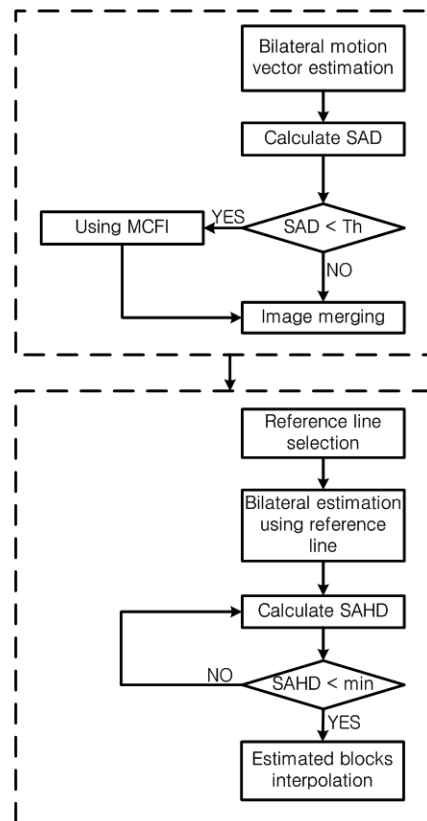 Bilateral motion
vector estimation
Calculate SAD
SAD < Th
YES
Using MCFI
NO
Image merging
Reference line
selection
Bilateral estimation
using reference
line
Calculate SAHD
SAHD < min
NO
YES
Estimated blocks
interpolation